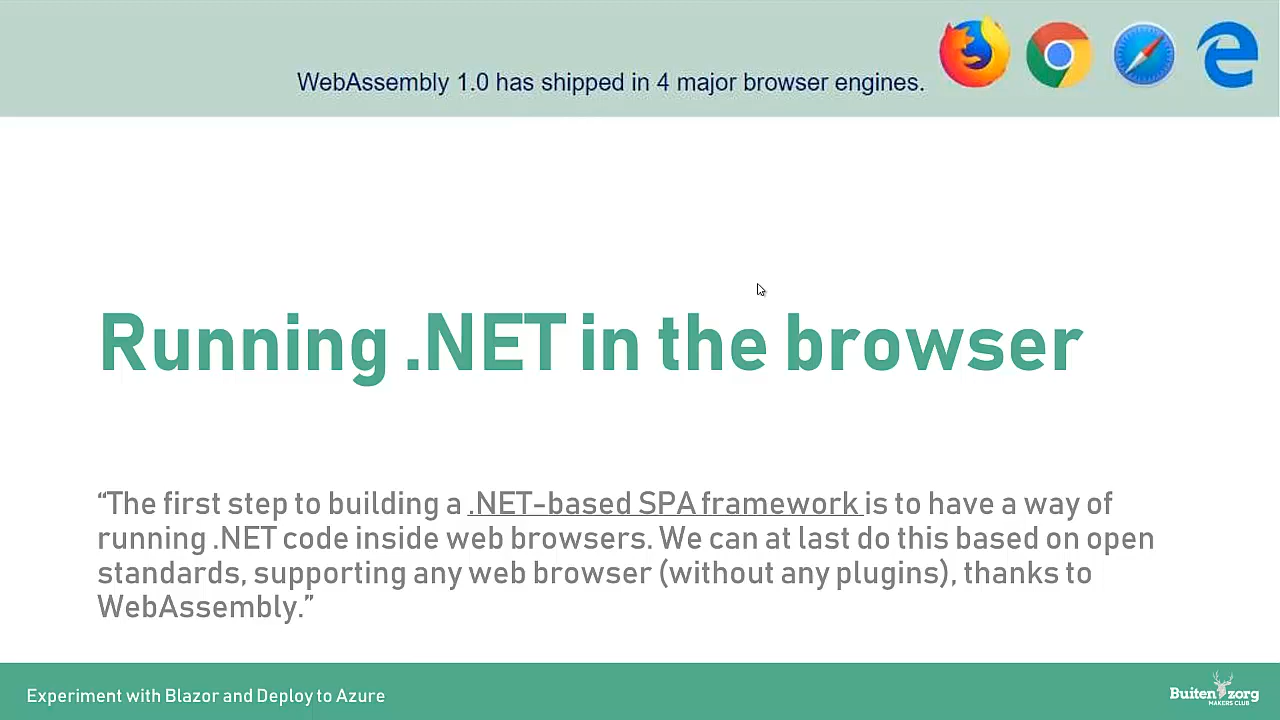 WebAssembly 1.0 has shipped in 4 major browser engines.
Running .NET in the browser
“The first step to building a .NET-based SPA framework is to have a way of
running .NET code inside web browsers. We can at last do this based on open
standards, supporting any web browser (without any plugins), thanks to
WebAssembly.”
Experiment with Blazor and Deploy to Azure
Buitenzorg
MAKERS CLUB